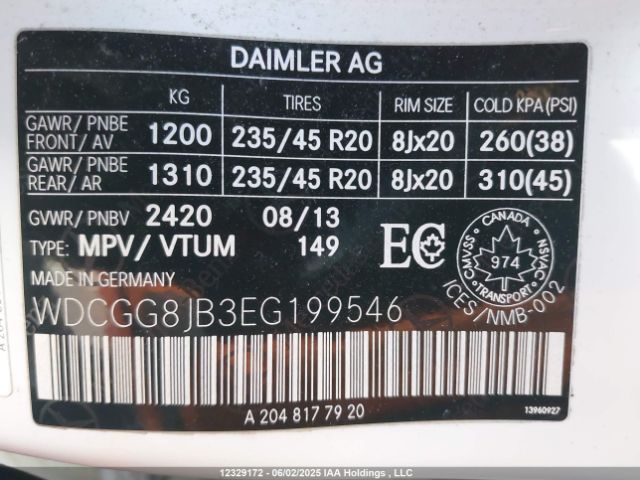 DAIMLER AG
KG TIRES RIM SIZE COLD KPA (PSI)
GAWR/ PNBE FRONT/ AV 1200 235/45 R20 8Jx20 260(38)
GAWR/ PNBE REAR/ AR 1310 235/45 R20 8Jx20 310(45)
GVWR/ PNBV 2420 08/13
TYPE: MPV/ VTUM 149
EC
CANADA
CMVSS
NSVAC
974
TRANSPORT
ICES/NMB-002
MADE IN GERMANY
WDCGG8JB3EG199546
A 204 817 79 20
13960927
12329172 - 06/02/2025 IAA Holdings , LLC